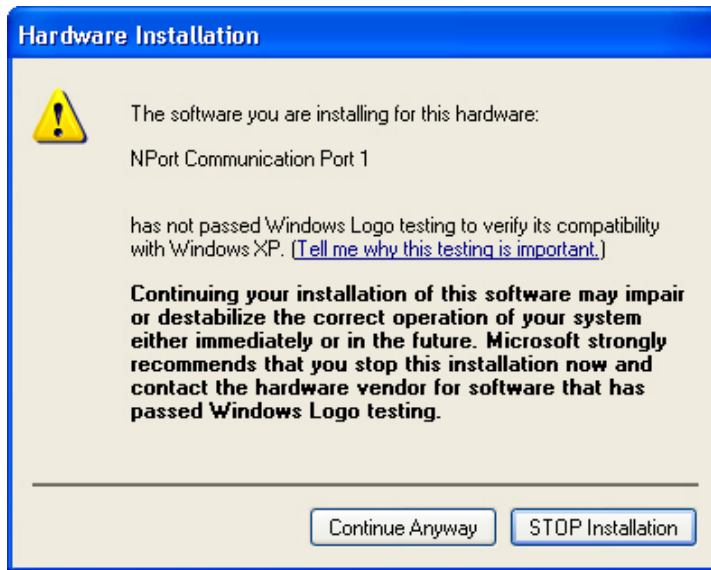 Hardware Installation
The software you are installing for this hardware:
NPort Communication Port 1
has not passed Windows Logo testing to verify its compatibility
with Windows XP. (Tell me why this testing is important.)
Continuing your installation of this software may impair
or destabilize the correct operation of your system
either immediately or in the future. Microsoft strongly
recommends that you stop this installation now and
contact the hardware vendor for software that has
passed Windows Logo testing.
Continue Anyway STOP Installation